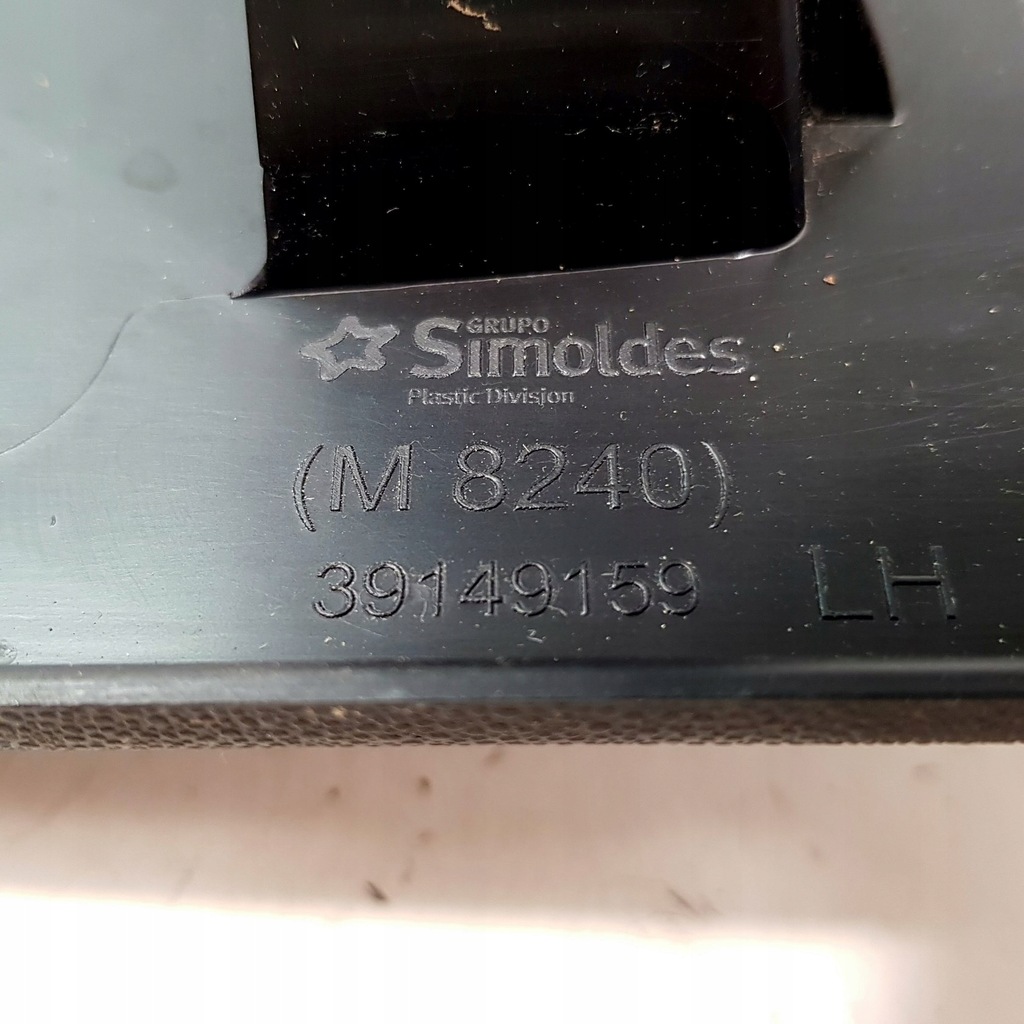 GRUPO
Simoldes
Plastic Division
(M 8240)
39149159 LH